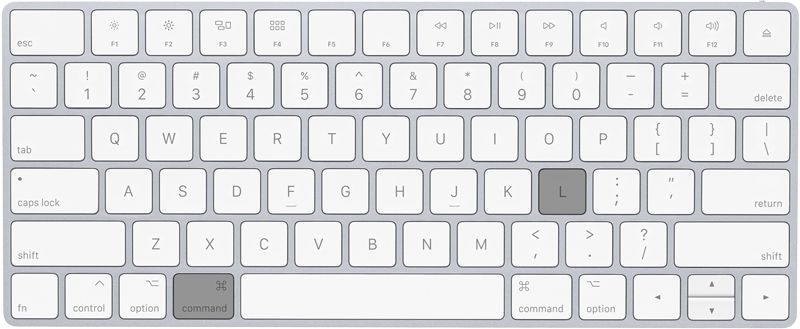 esc F1 F2 F3 F4 F5 F6 F7 F8 F9 F10 F11 F12
~ ! @ # $ % ^ & * ( ) — +
` 1 2 3 4 5 6 7 8 9 0 - = delete
tab Q W E R T Y U I O P { [ } ] | \
caps lock A S D F G H J K L : ; " ' return
shift Z X C V B N M < , > . ? / shift
fn control option ⌘ command ⌘ command option ◄ ▲ ▼ ►